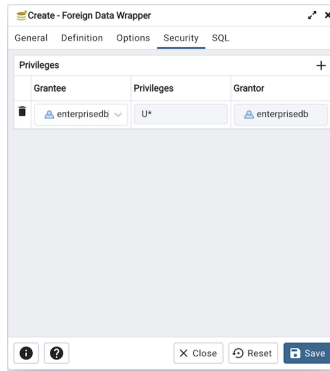 Create - Foreign Data Wrapper
General Definition Options Security SQL
Privileges
Grantee Privileges Grantor
enterprisedb U* enterprisedb
Close Reset Save